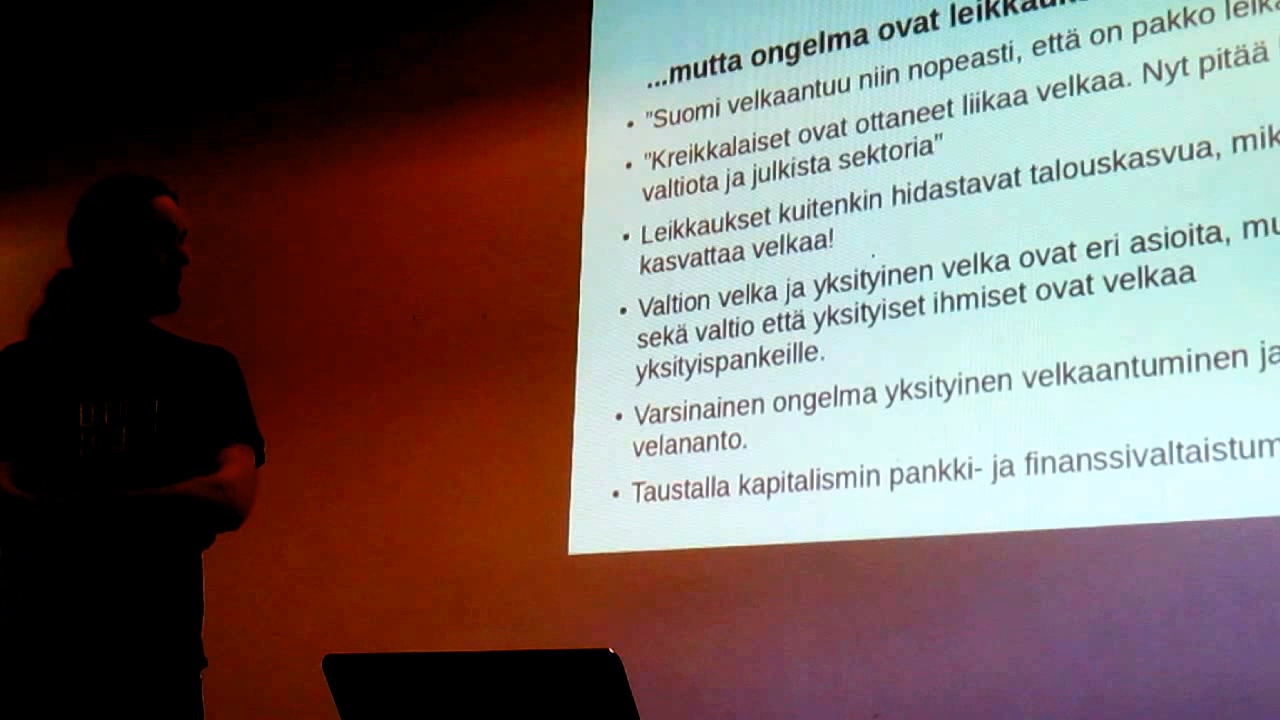 ...mutta ongelma ovat
"Suomi velkaantuu niin nopeasti, että on pakko
"Kreikkalaiset ovat ottaneet liikaa velkaa. Nyt pitää
valtiota ja julkista sektoria"
Leikkaukset kuitenkin hidastavat talouskasvua,
kasvattaa velkaa!
Valtion velka ja yksityinen velka ovat eri asioita,
sekä valtio että yksityiset ihmiset ovat velkaa
yksityispankeille.
Varsinainen ongelma yksityinen velkaantuminen
velananto.
Taustalla kapitalismin pankki- ja